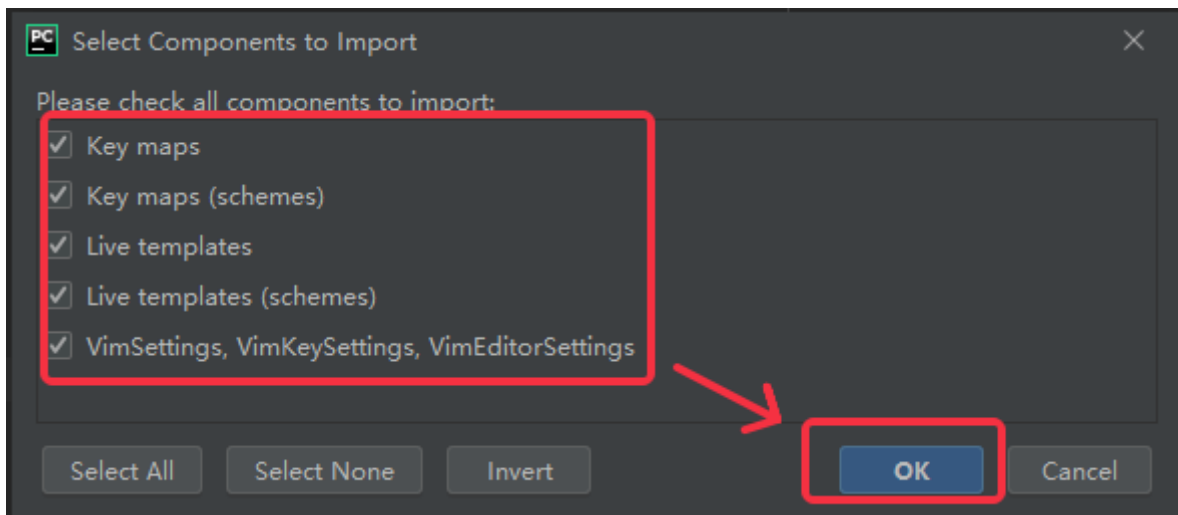 PC
Select Components to Import
Please check all components to import:
Key maps
Key maps (schemes)
Live templates
Live templates (schemes)
VimSettings, VimKeySettings, VimEditorSettings
Select All Select None Invert OK Cancel